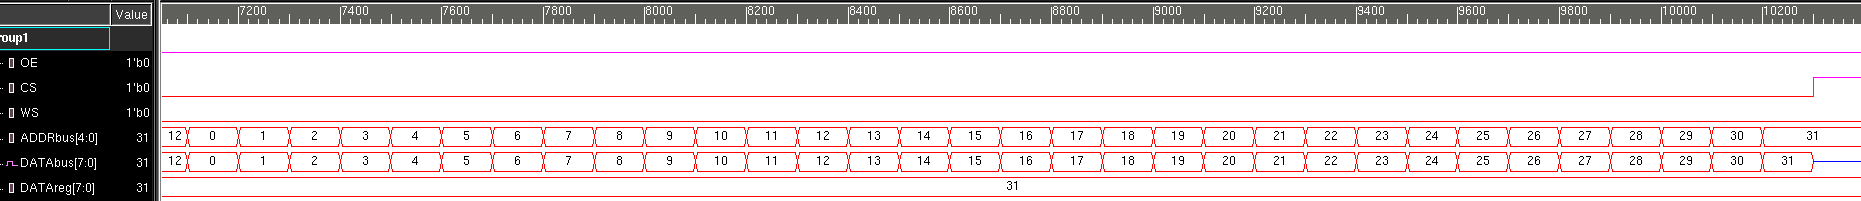 Value 7200 7400 7600 7800 8000 8200 8400 8600 8800 9000 9200 9400 9600 9800 10000 10200
roup1
OE 1'b0
CS 1'b0
WS 1'b0
ADDRbus[4:0] 31 12 0 1 2 3 4 5 6 7 8 9 10 11 12 13 14 15 16 17 18 19 20 21 22 23 24 25 26 27 28 29 30 31
DATAbus[7:0] 31 12 0 1 2 3 4 5 6 7 8 9 10 11 12 13 14 15 16 17 18 19 20 21 22 23 24 25 26 27 28 29 30 31
DATAreg[7:0] 31 31